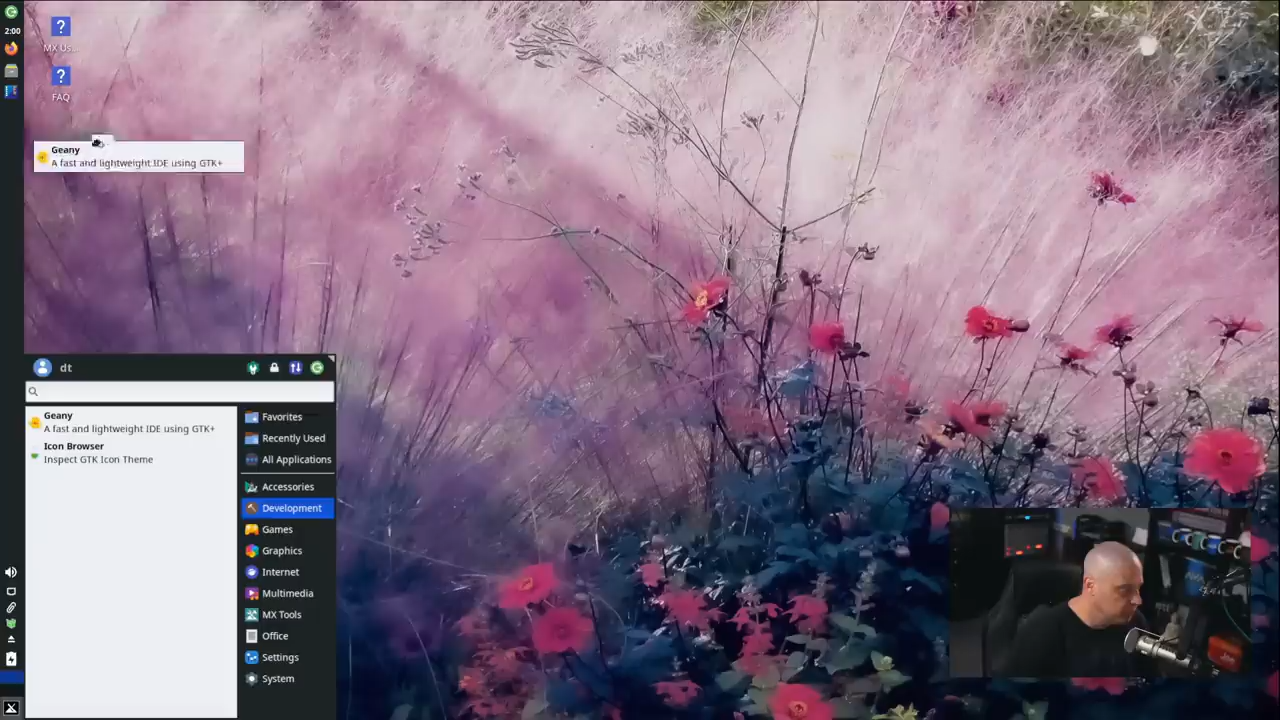 2:00
MX Us...
FAQ
Geany
A fast and lightweight IDE using GTK+
dt
Geany
A fast and lightweight IDE using GTK+
Icon Browser
Inspect GTK Icon Theme
Favorites
Recently Used
All Applications
Accessories
Development
Games
Graphics
Internet
Multimedia
MX Tools
Office
Settings
System